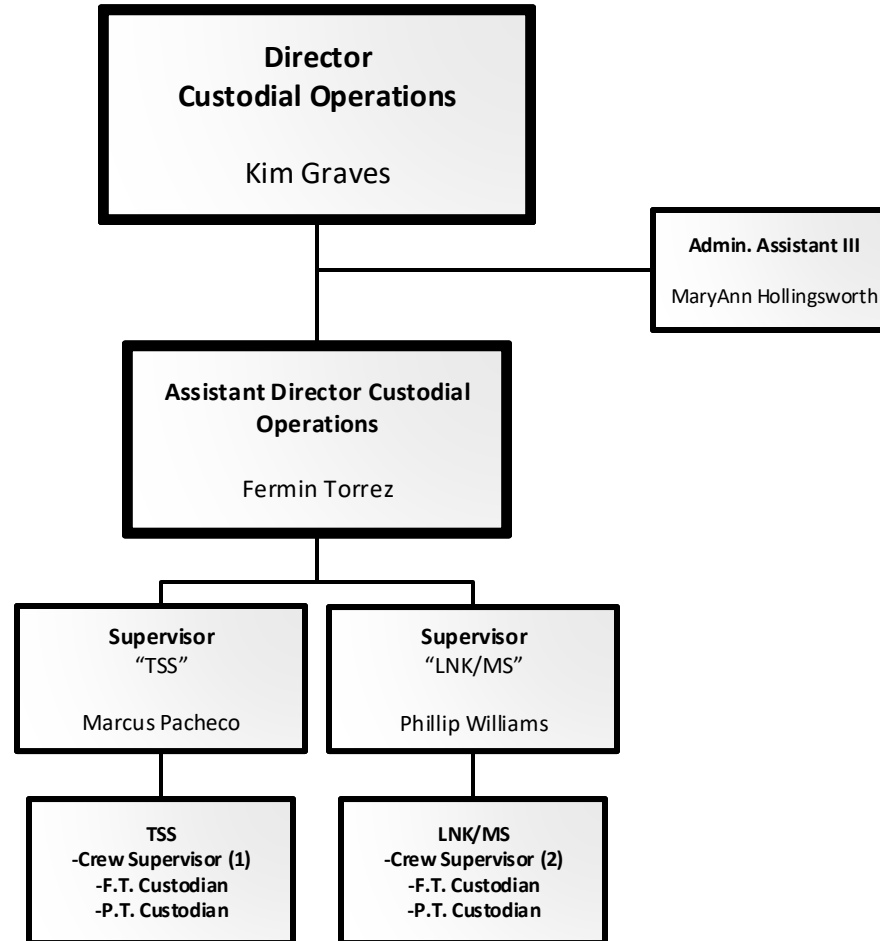 Director
Custodial Operations
Kim Graves
Admin. Assistant III
MaryAnn Hollingsworth
Assistant Director Custodial
Operations
Fermin Torrez
Supervisor
“TSS”
Marcus Pacheco
Supervisor
“LNK/MS”
Phillip Williams
TSS
-Crew Supervisor (1)
-F.T. Custodian
-P.T. Custodian
LNK/MS
-Crew Supervisor (2)
-F.T. Custodian
-P.T. Custodian